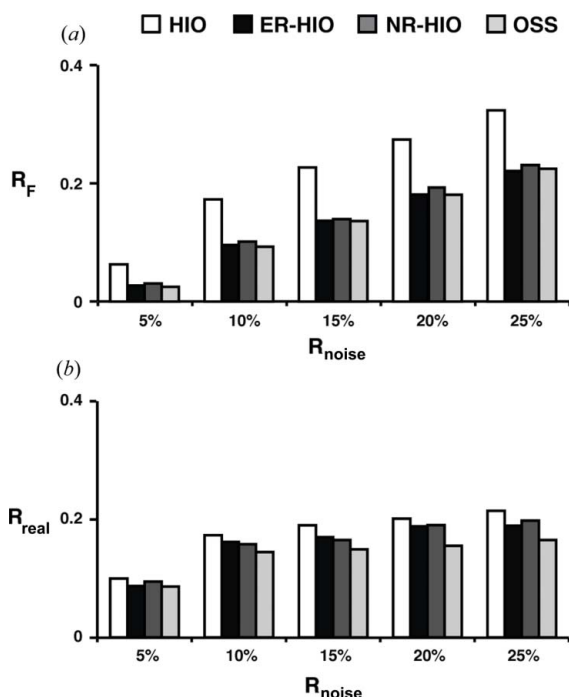 (a) HIO ER-HIO NR-HIO OSS
0.4
R_F
0.2
0
5% 10% 15% 20% 25%
R_noise
(b)
0.4
R_real
0.2
0
5% 10% 15% 20% 25%
R_noise